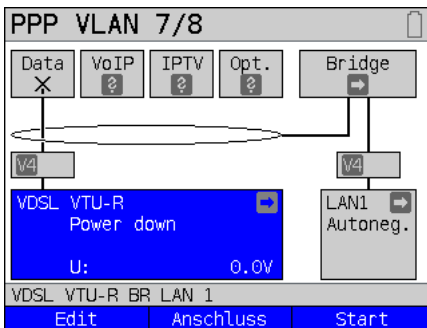 PPP VLAN 7/8
Data VoIP IPTV Opt. Bridge
? ? ?
V4 V4
VDSL VTU-R LAN1
Power down Autoneg.
U: 0.0V
VDSL VTU-R BR LAN 1
Edit Anschluss Start